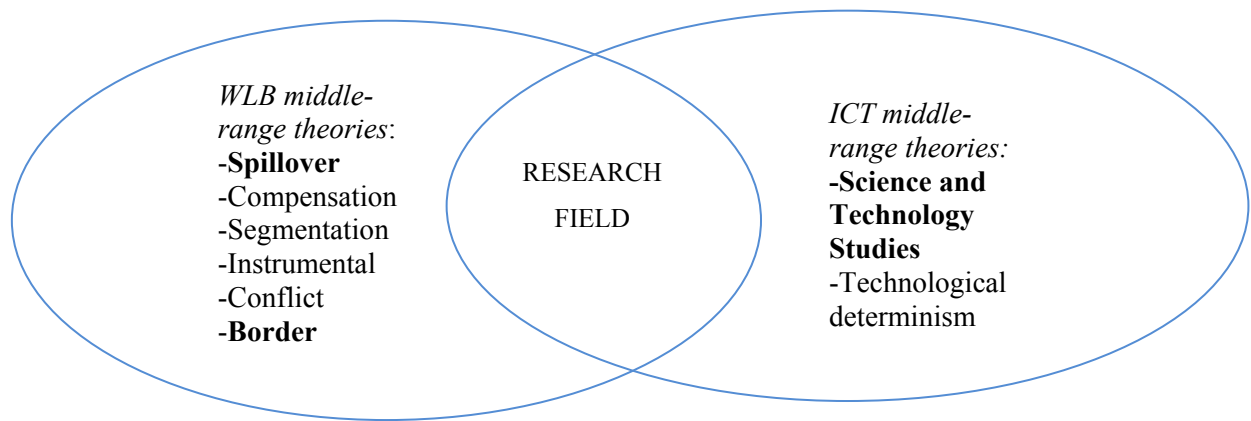 WLB middle-
range theories:
-Spillover
-Compensation
-Segmentation
-Instrumental
-Conflict
-Border
RESEARCH
FIELD
ICT middle-
range theories:
-Science and
Technology
Studies
-Technological
determinism